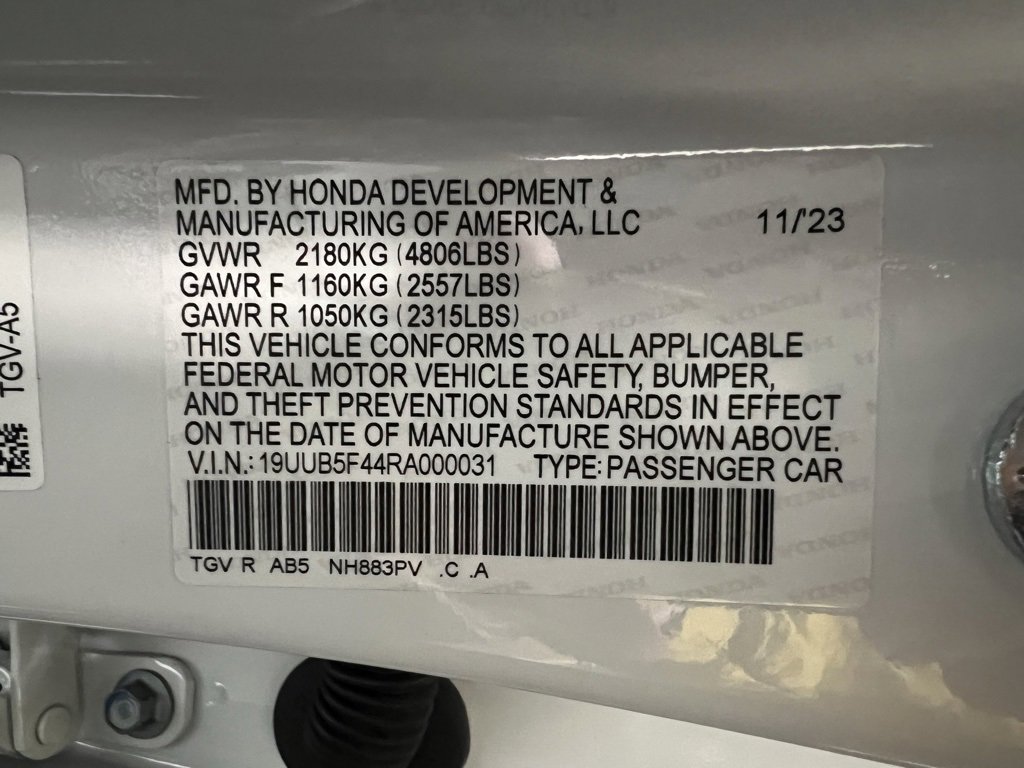 MFD. BY HONDA DEVELOPMENT &
MANUFACTURING OF AMERICA, LLC 11/'23
GVWR 2180KG (4806LBS)
GAWR F 1160KG (2557LBS)
GAWR R 1050KG (2315LBS)
THIS VEHICLE CONFORMS TO ALL APPLICABLE
FEDERAL MOTOR VEHICLE SAFETY, BUMPER,
AND THEFT PREVENTION STANDARDS IN EFFECT
ON THE DATE OF MANUFACTURE SHOWN ABOVE.
V.I.N.: 19UUB5F44RA000031 TYPE: PASSENGER CAR
TGV R AB5 NH883PV .C .A
TGV-A5